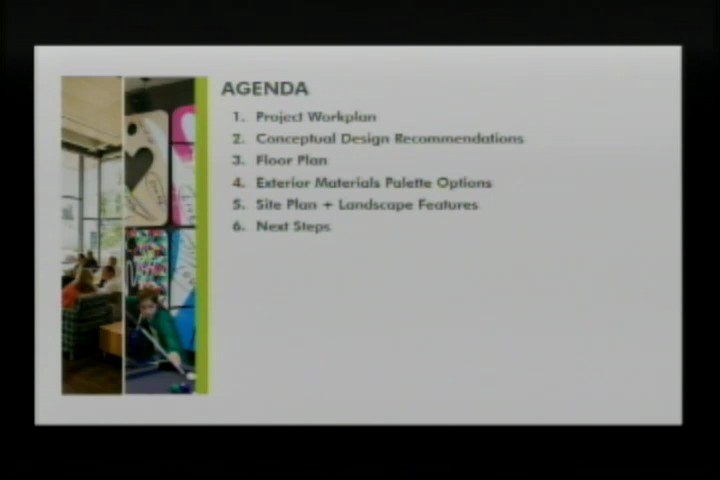 AGENDA
1. Project Workplan
2. Conceptual Design Recommendations
3. Floor Plan
4. Exterior Materials Palette Options
5. Site Plan + Landscape Features
6. Next Steps